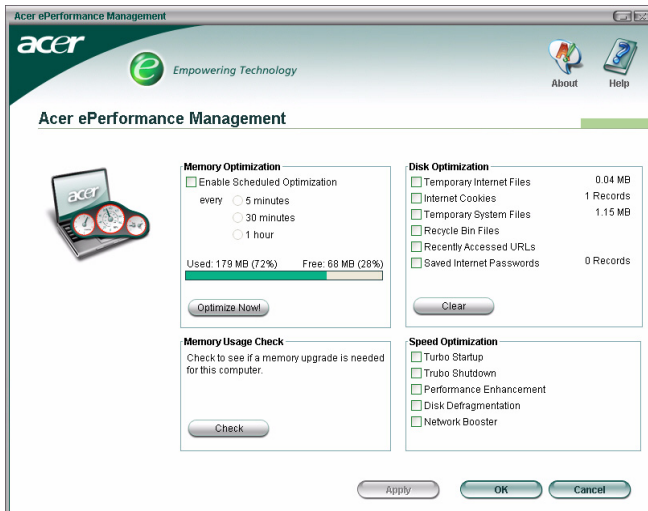 Acer ePerformance Management
acer
e Empowering Technology
About
Help
Acer ePerformance Management
acer
Memory Optimization
Enable Scheduled Optimization
every 5 minutes
30 minutes
1 hour
Used: 179 MB (72%) Free: 68 MB (28%)
Optimize Now!
Disk Optimization
Temporary Internet Files 0.04 MB
Internet Cookies 1 Records
Temporary System Files 1.15 MB
Recycle Bin Files
Recently Accessed URLs
Saved Internet Passwords 0 Records
Clear
Memory Usage Check
Check to see if a memory upgrade is needed
for this computer.
Check
Speed Optimization
Turbo Startup
Trubo Shutdown
Performance Enhancement
Disk Defragmentation
Network Booster
Apply
OK
Cancel